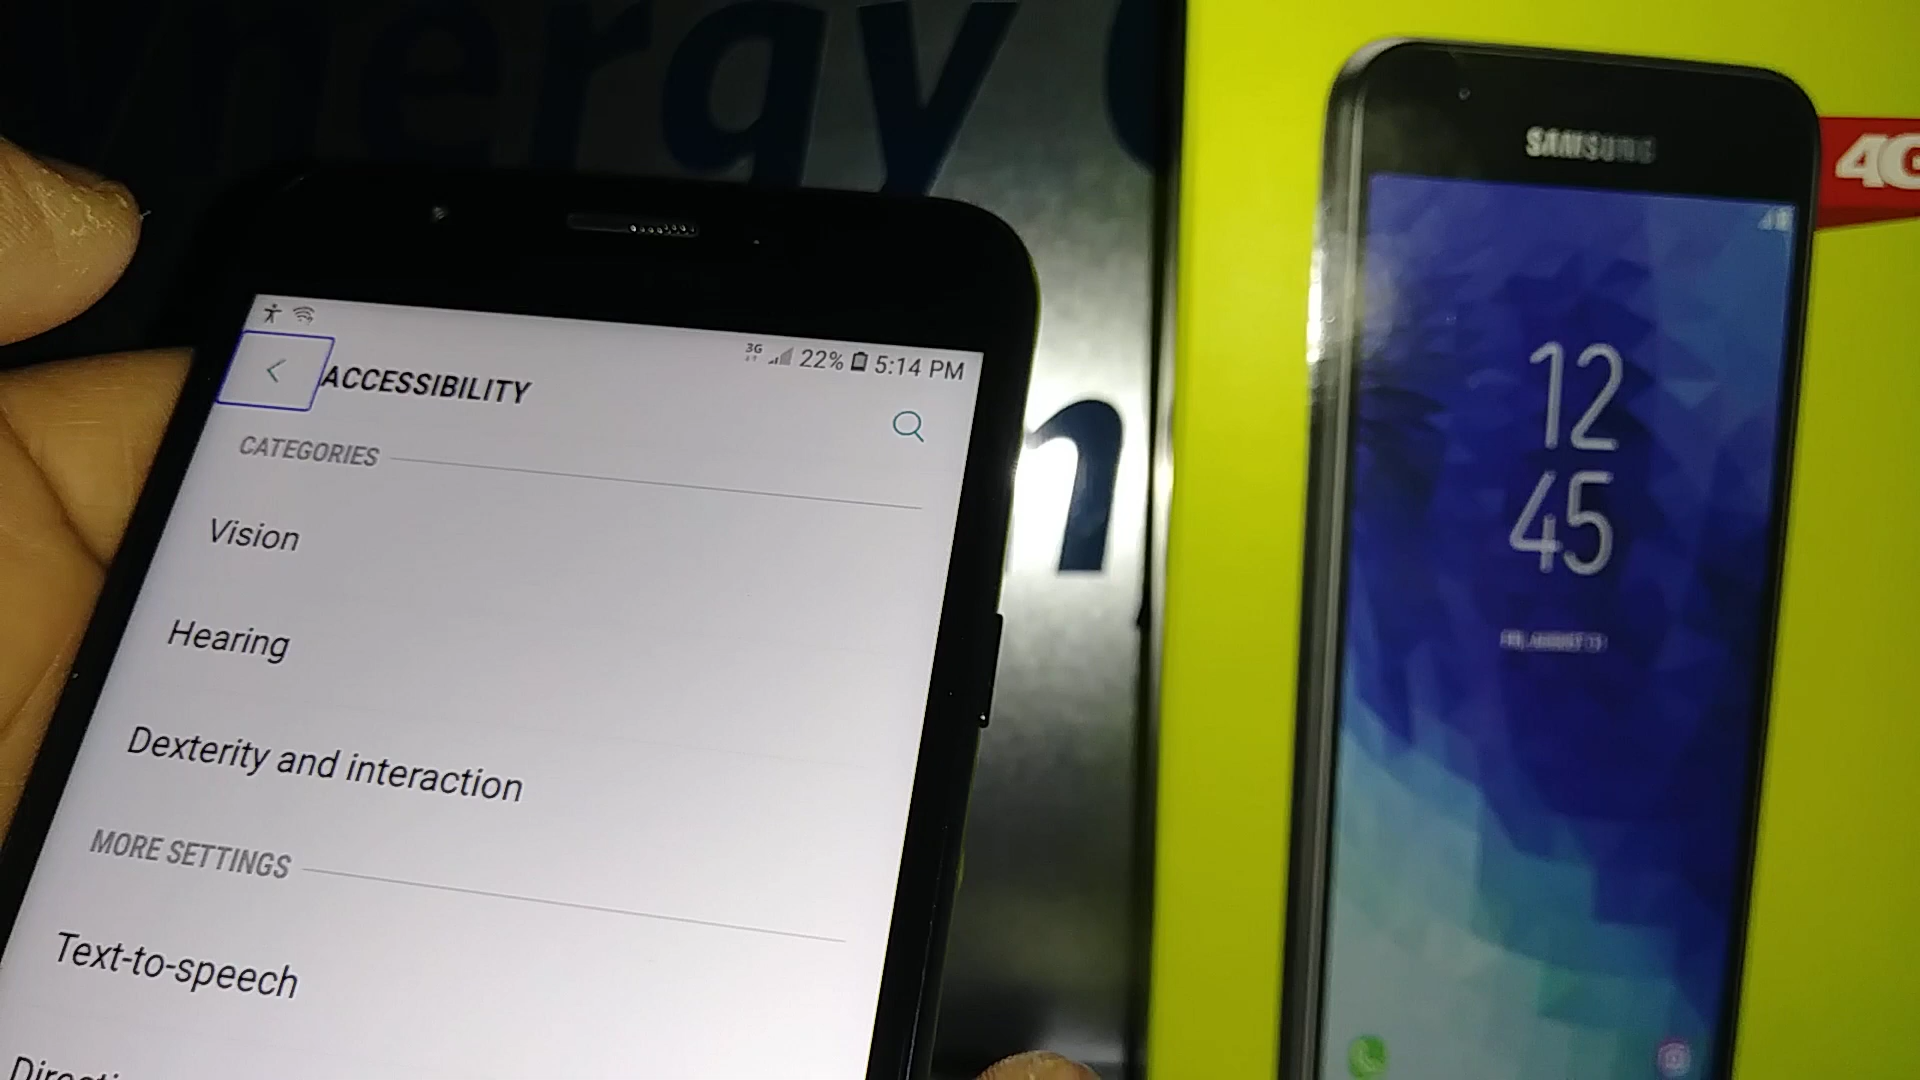 nergy
3G 22% 5:14 PM
ACCESSIBILITY
CATEGORIES
Vision
Hearing
Dexterity and interaction
MORE SETTINGS
Text-to-speech
SAMSUNG
4G
12
45